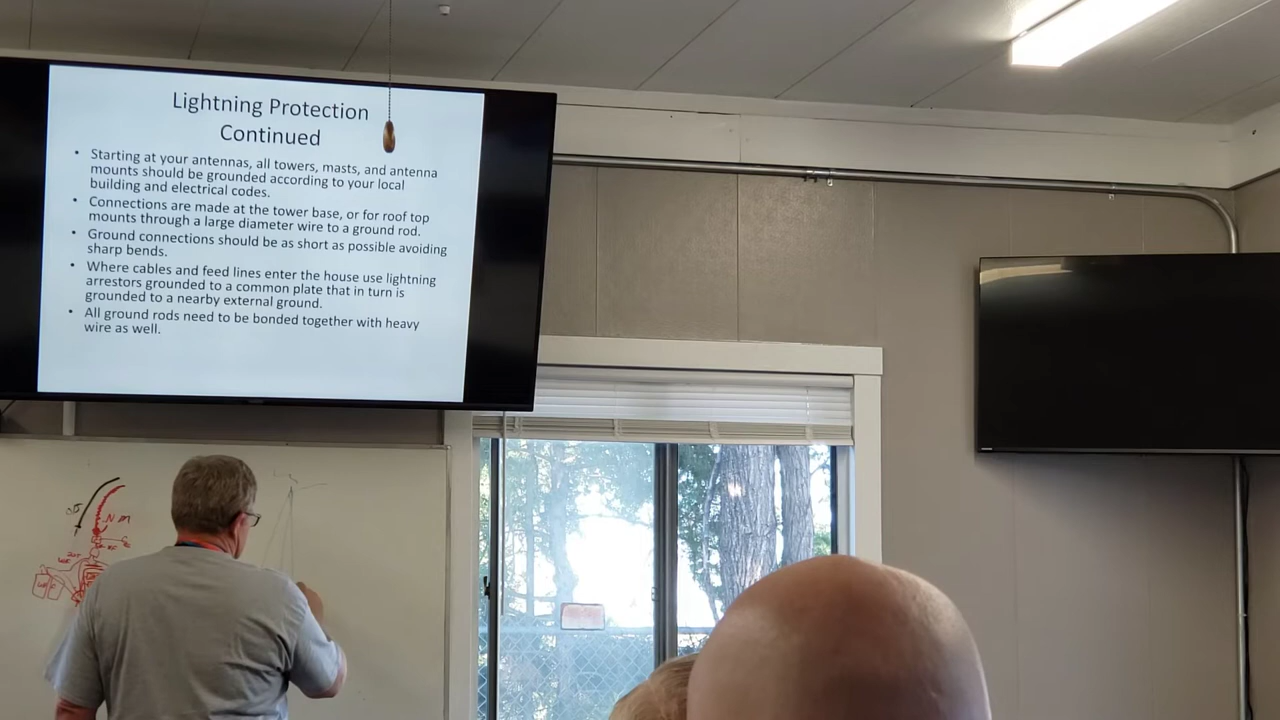 Lightning Protection
Continued
• Starting at your antennas, all towers, masts, and antenna
mounts should be grounded according to your local
building and electrical codes.
• Connections are made at the tower base, or for roof top
mounts through a large diameter wire to a ground rod.
• Ground connections should be as short as possible avoiding
sharp bends.
• Where cables and feed lines enter the house use lightning
arrestors grounded to a common plate that in turn is
grounded to a nearby external ground.
• All ground rods need to be bonded together with heavy
wire as well.